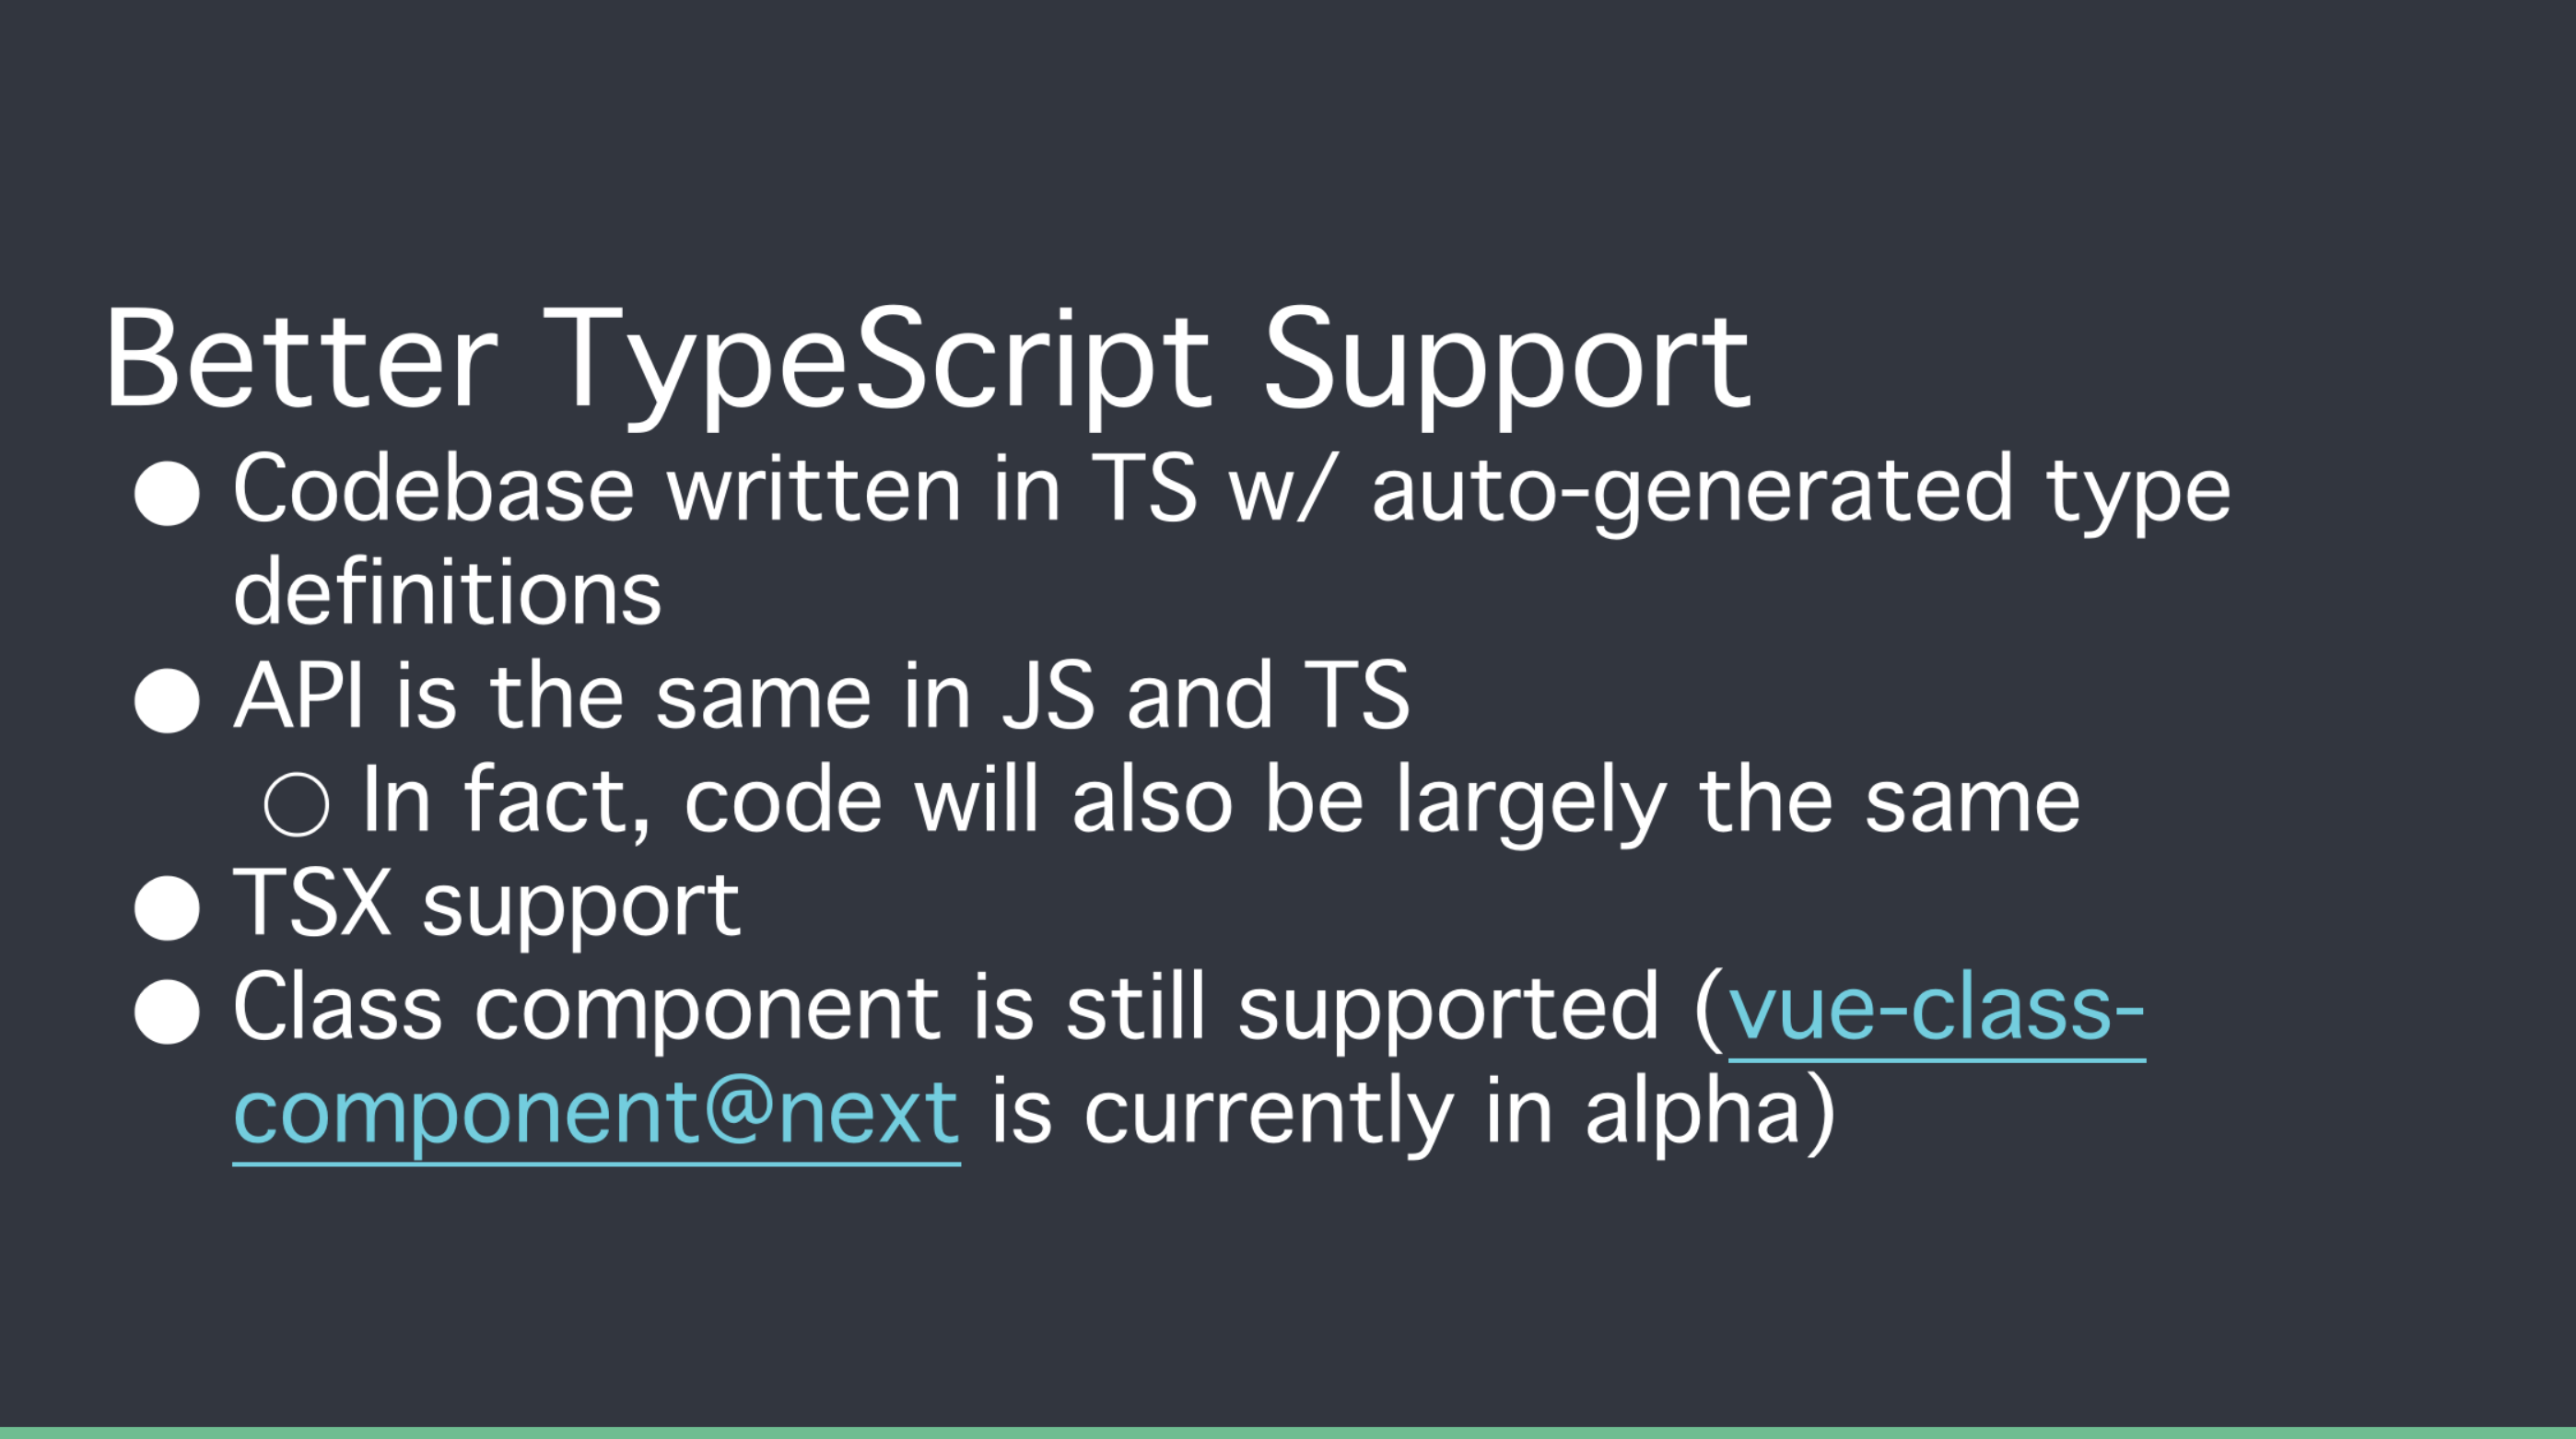 Better TypeScript Support
● Codebase written in TS w/ auto-generated type
definitions
● API is the same in JS and TS
○ In fact, code will also be largely the same
● TSX support
● Class component is still supported (vue-class-
component@next is currently in alpha)